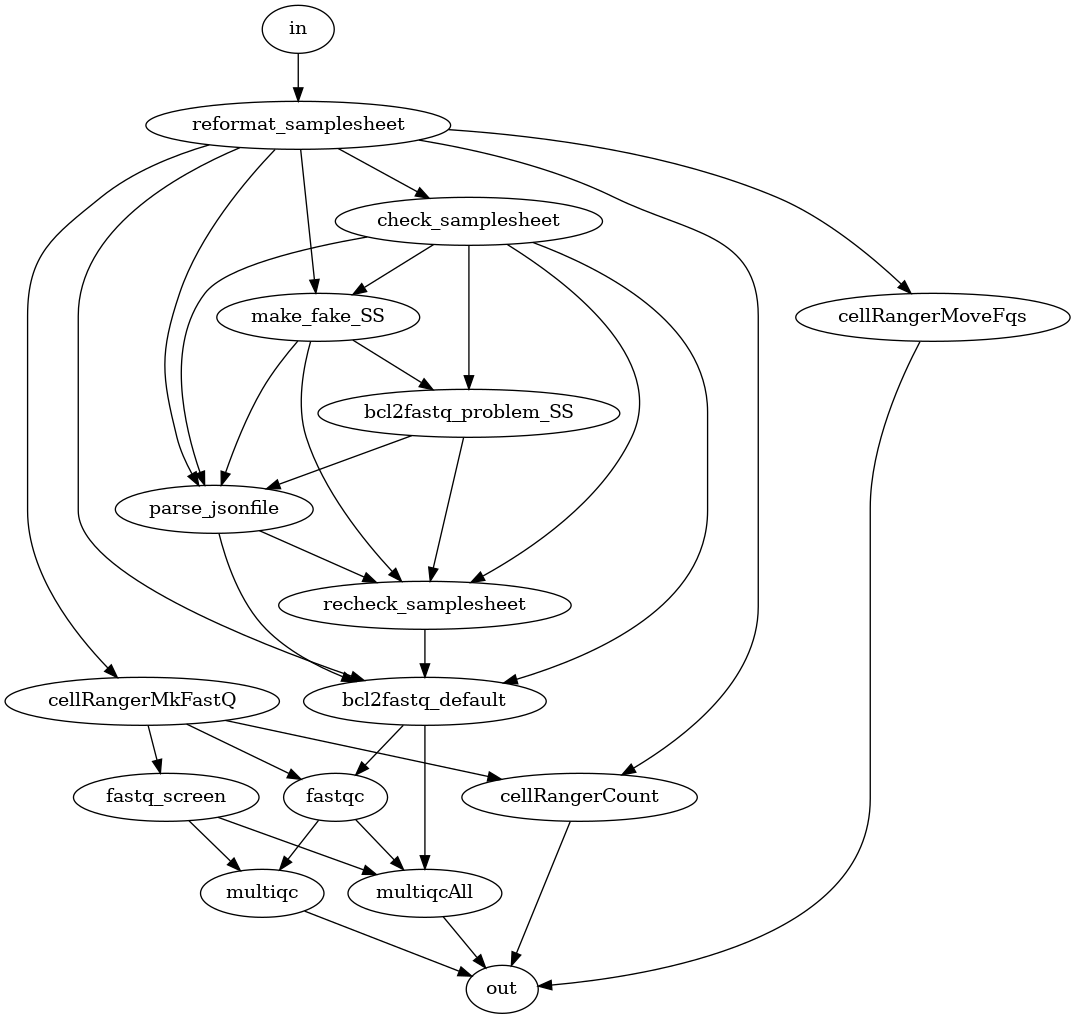 in
reformat_samplesheet
check_samplesheet
make_fake_SS
cellRangerMoveFqs
bcl2fastq_problem_SS
parse_jsonfile
recheck_samplesheet
cellRangerMkFastQ
bcl2fastq_default
fastq_screen
fastqc
cellRangerCount
multiqc
multiqcAll
out